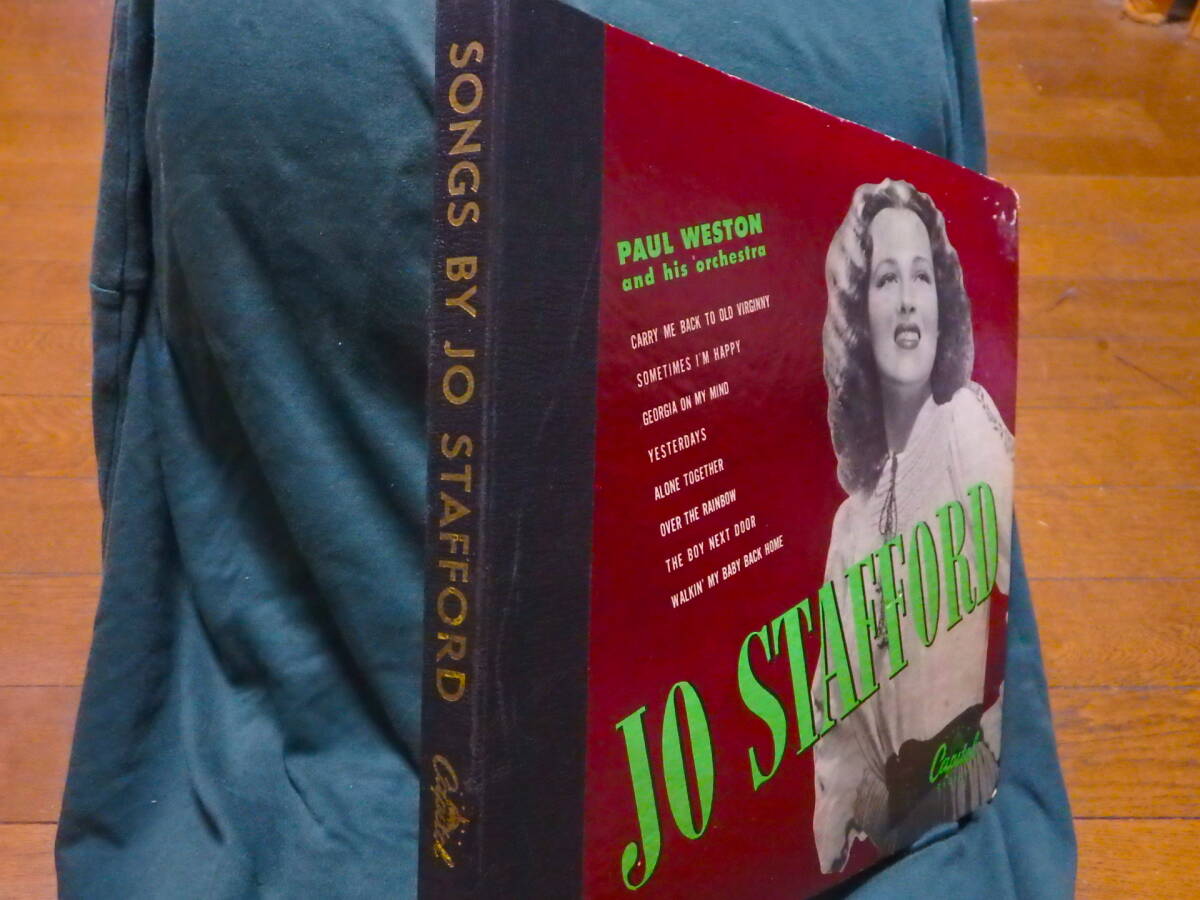 SONGS BY JO STAFFORD
Capitol
PAUL WESTON
and his orchestra
CARRY ME BACK TO OLD VIRGINNY
SOMETIMES I'M HAPPY
GEORGIA ON MY MIND
YESTERDAYS
ALONE TOGETHER
OVER THE RAINBOW
THE BOY NEXT DOOR
WALKIN' MY BABY BACK HOME
JO STAFFORD
Capitol